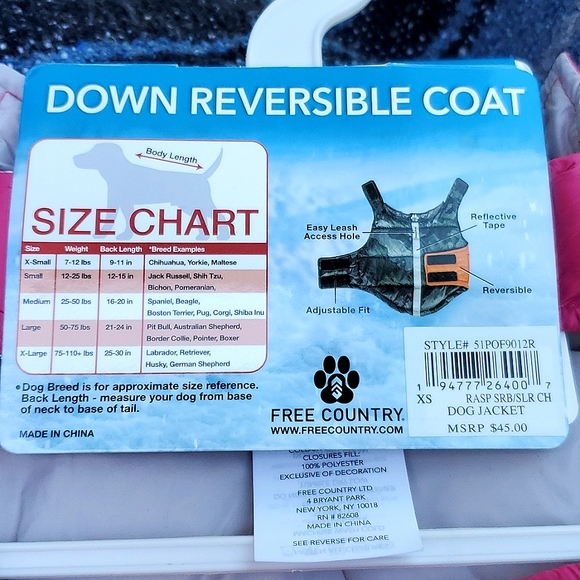 DOWN REVERSIBLE COAT
Body Length
SIZE CHART
Size Weight Back Length *Breed Examples
X-Small 7-12 lbs 9-11 in Chihuahua, Yorkie, Maltese
Small 12-25 lbs 12-15 in Jack Russell, Shih Tzu,
Bichon, Pomeranian,
Medium 25-50 lbs 16-20 in Spaniel, Beagle,
Boston Terrier, Pug, Corgi, Shiba Inu
Large 50-75 lbs 21-24 in Pit Bull, Australian Shepherd,
Border Collie, Pointer, Boxer
X-Large 75-110+ lbs 25-30 in Labrador, Retriever,
Husky, German Shepherd
•Dog Breed is for approximate size reference.
Back Length - measure your dog from base
of neck to base of tail.
MADE IN CHINA
Easy Leash
Access Hole
Reflective
Tape
Reversible
Adjustable Fit
FREE COUNTRY.
WWW.FREECOUNTRY.COM
STYLE# 51POF9012R
1 94777 26400 7
XS RASP SRB/SLR CH
DOG JACKET
MSRP $45.00
CLOSURES FILL:
100% POLYESTER
EXCLUSIVE OF DECORATION
FREE COUNTRY LTD
4 BRYANT PARK
NEW YORK, NY 10018
RN # 82608
MADE IN CHINA
SEE REVERSE FOR CARE